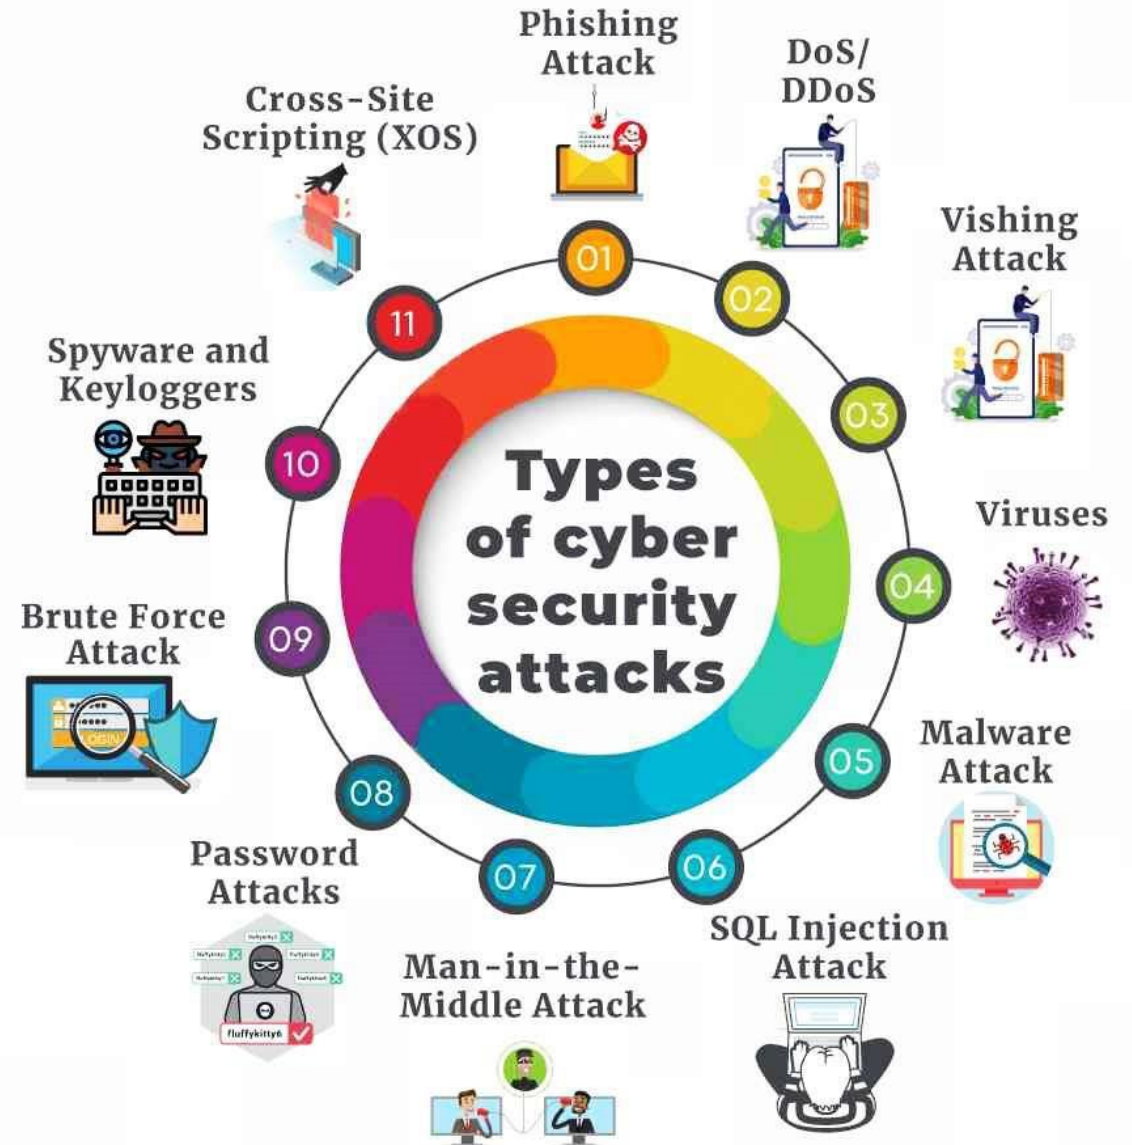 Phishing
Attack
01
DoS/
DDoS
02
Vishing
Attack
03
Viruses
04
Malware
Attack
05
SQL Injection
Attack
06
Man-in-the-
Middle Attack
07
Password
Attacks
fluffykitty6
08
Brute Force
Attack
LOGIN
09
Spyware and
Keyloggers
10
Cross-Site
Scripting (XOS)
11
Types
of cyber
security
attacks